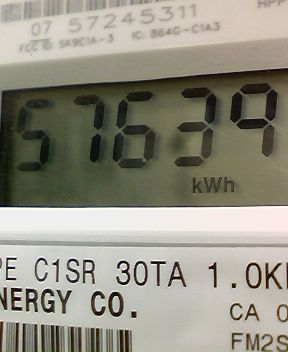 07 57245311
FCC ID: SK9C1A-3 IC: 864G-C1A3
57639
kWh
PE C1SR 30TA 1.0K
NERGY CO.
CA 0
FM2S